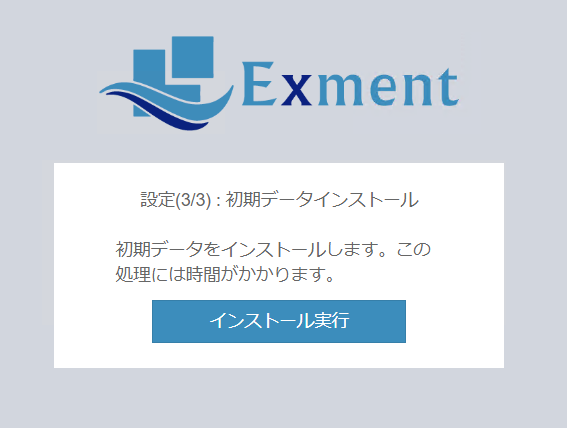 Exment
設定(3/3) : 初期データインストール
初期データをインストールします。この
処理には時間がかかります。
インストール実行